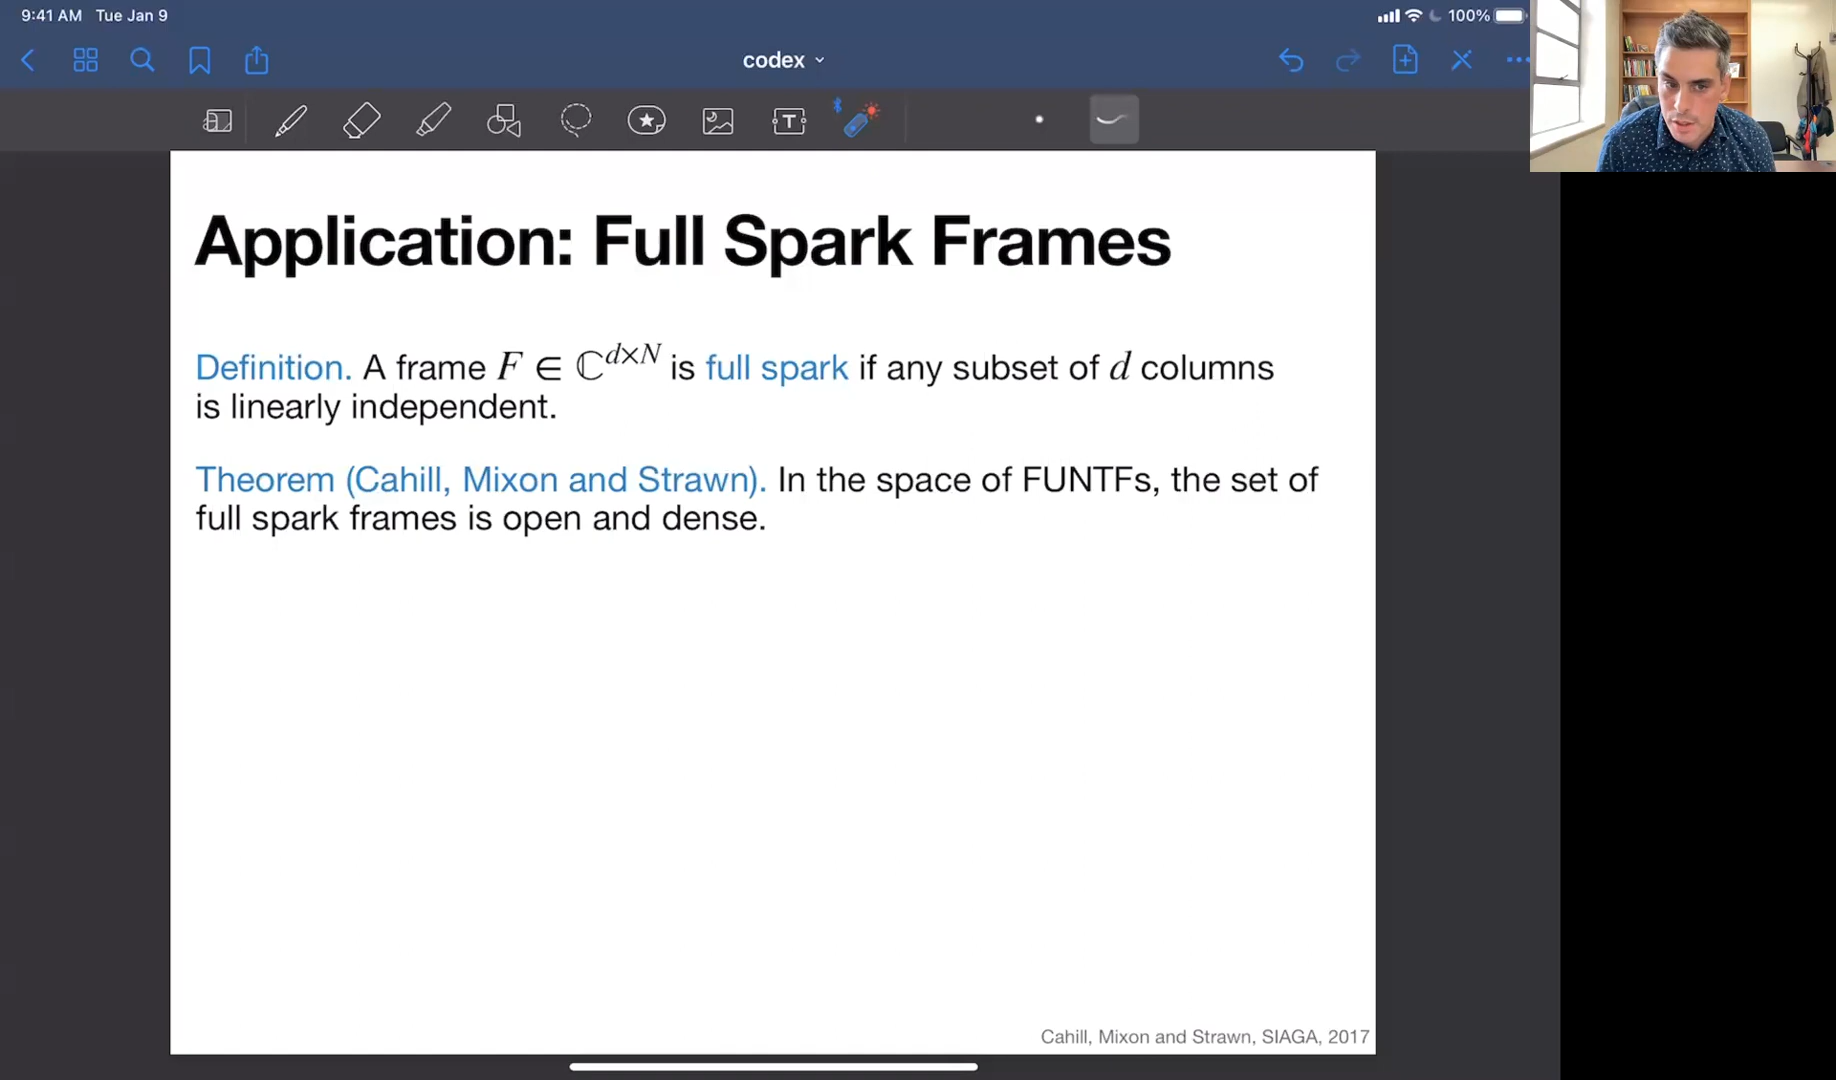 9:41 AM Tue Jan 9
100%
codex
T
Application: Full Spark Frames
Definition. A frame F ∈ ℂ^{d×N} is full spark if any subset of d columns
is linearly independent.
Theorem (Cahill, Mixon and Strawn). In the space of FUNTFs, the set of
full spark frames is open and dense.
Cahill, Mixon and Strawn, SIAGA, 2017